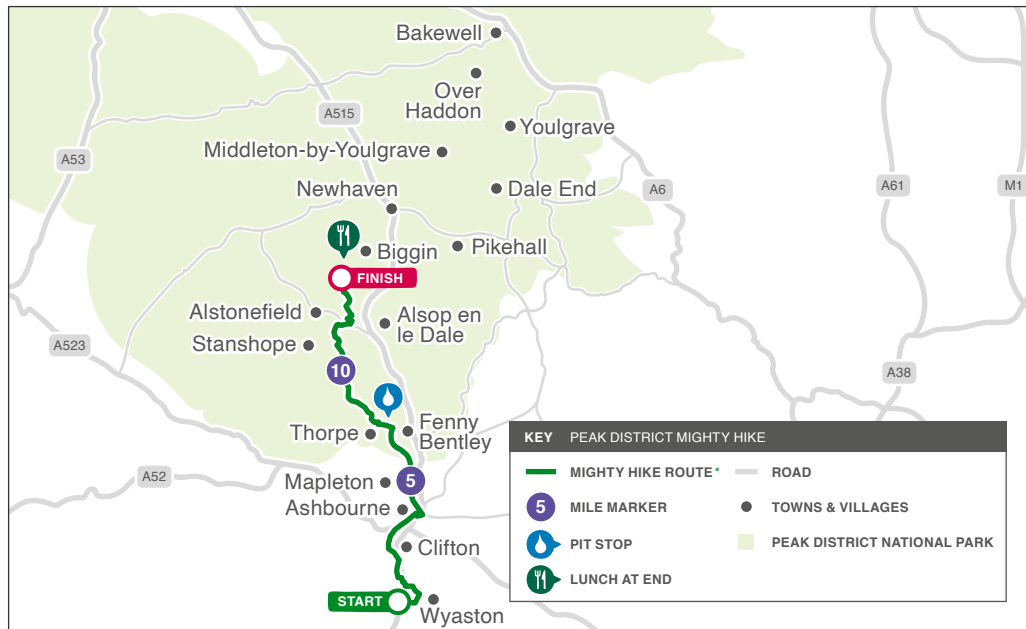 Bakewell
Over
Haddon
A515
Youlgrave
A53
Middleton-by-Youlgrave
Newhaven
Dale End
A6
A61
M1
Biggin
Pikehall
FINISH
Alstonefield
Alsop en
le Dale
Stanshope
A523
10
A38
Thorpe
Fenny
Bentley
A52
Mapleton
5
Ashbourne
Clifton
START
Wyaston
KEY PEAK DISTRICT MIGHTY HIKE
MIGHTY HIKE ROUTE*
ROAD
5 MILE MARKER
TOWNS & VILLAGES
PIT STOP
PEAK DISTRICT NATIONAL PARK
LUNCH AT END